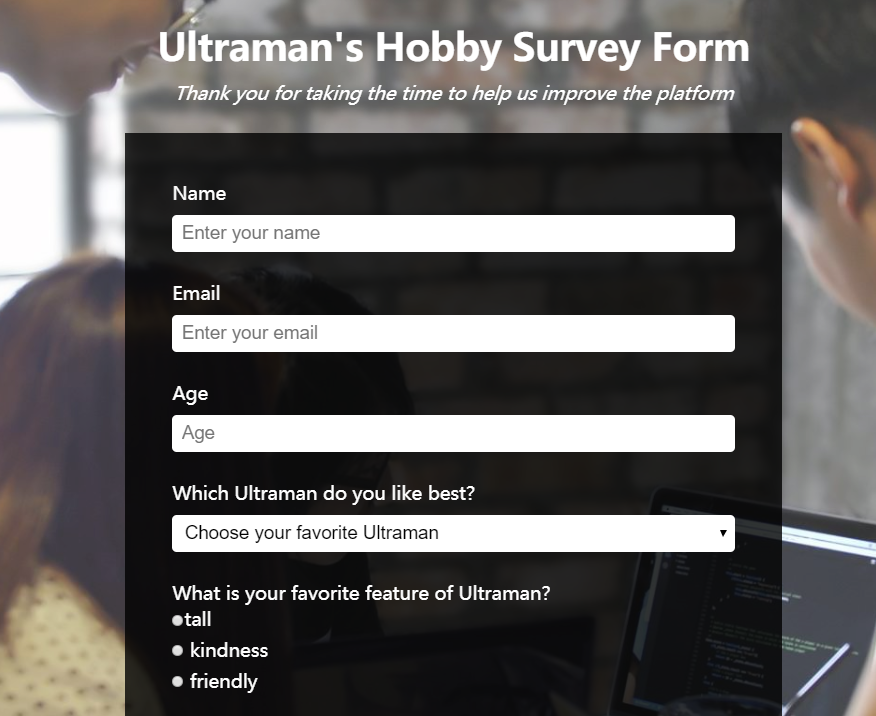 Ultraman's Hobby Survey Form
Thank you for taking the time to help us improve the platform
Name
Enter your name
Email
Enter your email
Age
Age
Which Ultraman do you like best?
Choose your favorite Ultraman
What is your favorite feature of Ultraman?
tall
kindness
friendly